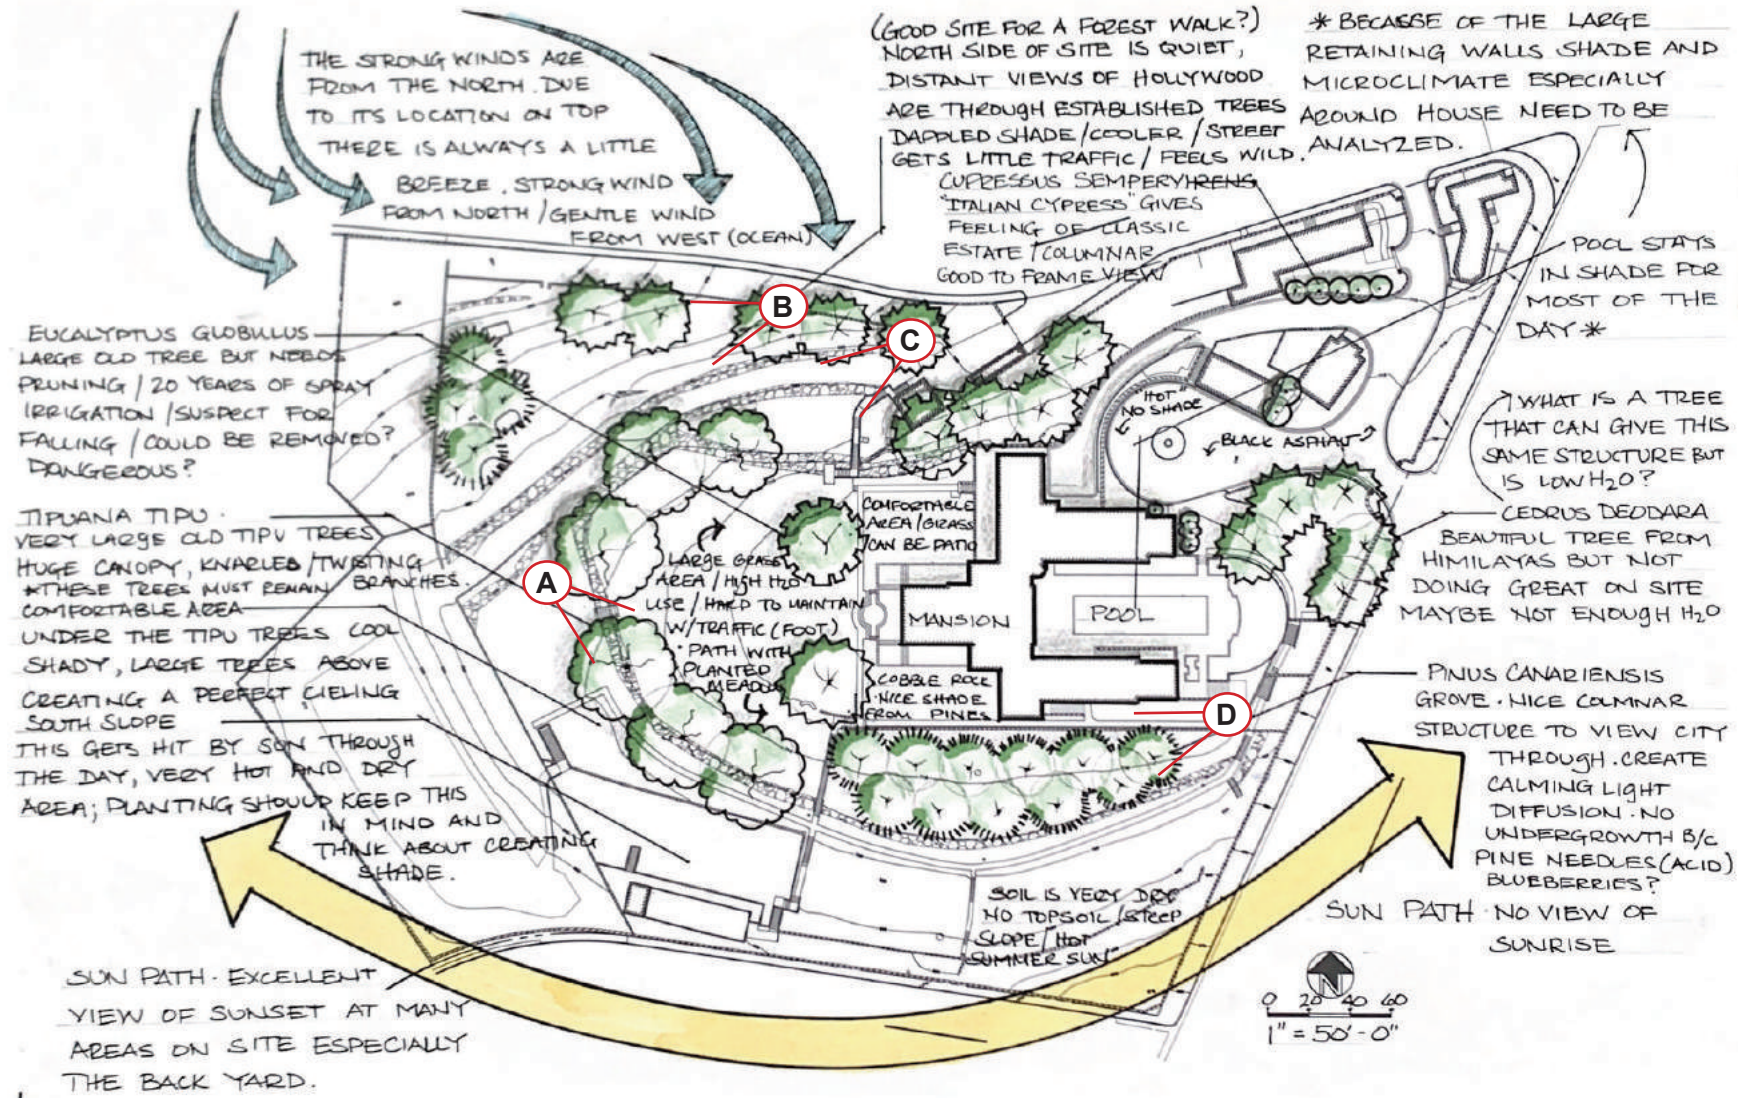 THE STRONG WINDS ARE
FROM THE NORTH. DUE
TO ITS LOCATION ON TOP
THERE IS ALWAYS A LITTLE
BREEZE. STRONG WIND
FROM NORTH/GENTLE WIND
FROM WEST (OCEAN)
(GOOD SITE FOR A FOREST WALK?)
NORTH SIDE OF SITE IS QUIET,
DISTANT VIEWS OF HOLLYWOOD
ARE THROUGH ESTABLISHED TREES
DAPPLED SHADE/COOLER/STREET
GETS LITTLE TRAFFIC/FEELS WILD.
CUPRESSUS SEMPERVIRENS
"ITALIAN CYPRESS" GIVES
FEELING OF CLASSIC
ESTATE/COLUMNAR
GOOD TO FRAME VIEW
* BECASBE OF THE LARGE
RETAINING WALLS SHADE AND
MICROCLIMATE ESPECIALLY
AROUND HOUSE NEED TO BE
ANALYZED.
POOL STAYS
IN SHADE FOR
MOST OF THE
DAY *
WHAT IS A TREE
THAT CAN GIVE THIS
SAME STRUCTURE BUT
IS LOW H2O?
CEDRUS DEODARA
BEAUTIFUL TREE FROM
HIMILAYAS BUT NOT
DOING GREAT ON SITE
MAYBE NOT ENOUGH H2O
PINUS CANARIENSIS
GROVE. NICE COLMNAR
STRUCTURE TO VIEW CITY
THROUGH. CREATE
CALMING LIGHT
DIFFUSION. NO
UNDERGROWTH B/C
PINE NEEDLES (ACID)
BLUEBERRIES?
SUN PATH. NO VIEW OF
SUNRISE
EUCALYPTUS GLOBULUS
LARGE OLD TREE BUT NEEDS
PRUNING/20 YEARS OF SPRAY
IRRIGATION/SUSPECT FOR
FALLING/COULD BE REMOVED?
DANGEROUS?
TIPUANA TIPU.
VERY LARGE OLD TIPU TREES
HUGE CANOPY, KNARLED/TWISTING
BRANCHES.
*THESE TREES MUST REMAIN
COMFORTABLE AREA
UNDER THE TIPU TREES COOL
SHADY, LARGE TREES ABOVE
CREATING A PERFECT CIELING
SOUTH SLOPE
THIS GETS HIT BY SUN THROUGH
THE DAY, VERY HOT AND DRY
AREA; PLANTING SHOULD KEEP THIS
IN MIND AND
THINK ABOUT CREATING
SHADE.
SUN PATH. EXCELLENT
VIEW OF SUNSET AT MANY
AREAS ON SITE ESPECIALLY
THE BACK YARD.
A
B
C
D
HOT
NO SHADE
BLACK ASPHALT
COMFORTABLE
AREA/GRASS
CAN BE PATIO
LARGE GRASS
AREA/HIGH H2O
USE/HARD TO MAINTAIN
W/TRAFFIC (FOOT)
. PATH WITH
PLANTED
MEADOW
MANSION
POOL
COBBLE ROCK
. NICE SHADE
FROM PINES
SOIL IS VERY DRY
NO TOPSOIL/STEEP
SLOPE/HOT
SUMMER SUN
N
0 20 40 60
1" = 50'-0"